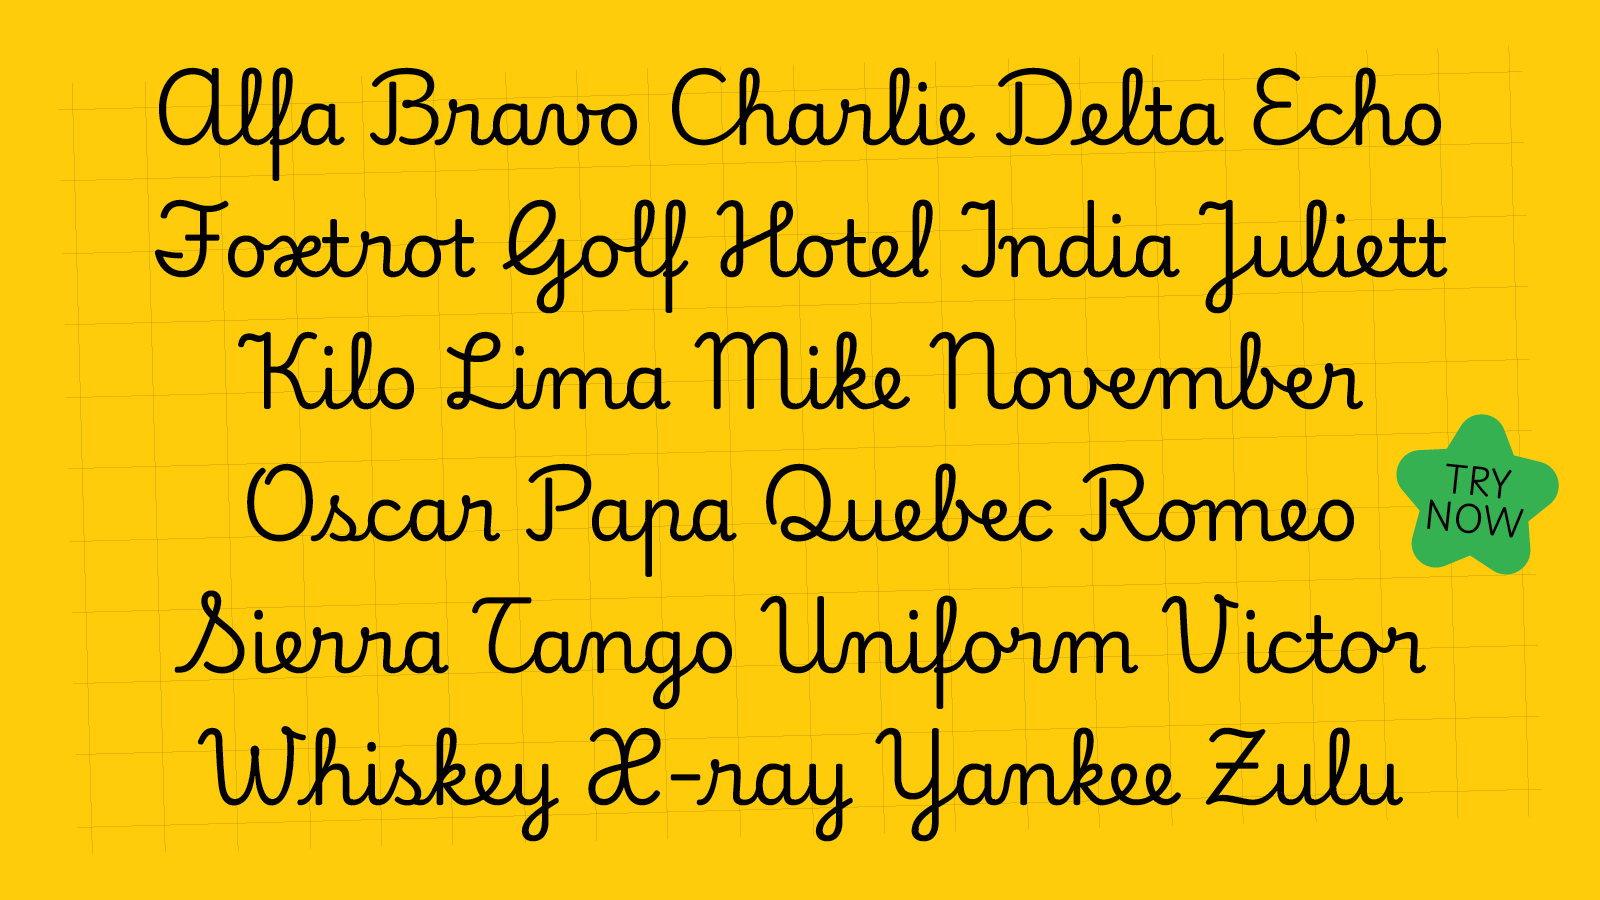 Alfa Bravo Charlie Delta Echo
Foxtrot Golf Hotel India Juliett
Kilo Lima Mike November
Oscar Papa Quebec Romeo
TRY
NOW
Sierra Tango Uniform Victor
Whiskey X-ray Yankee Zulu